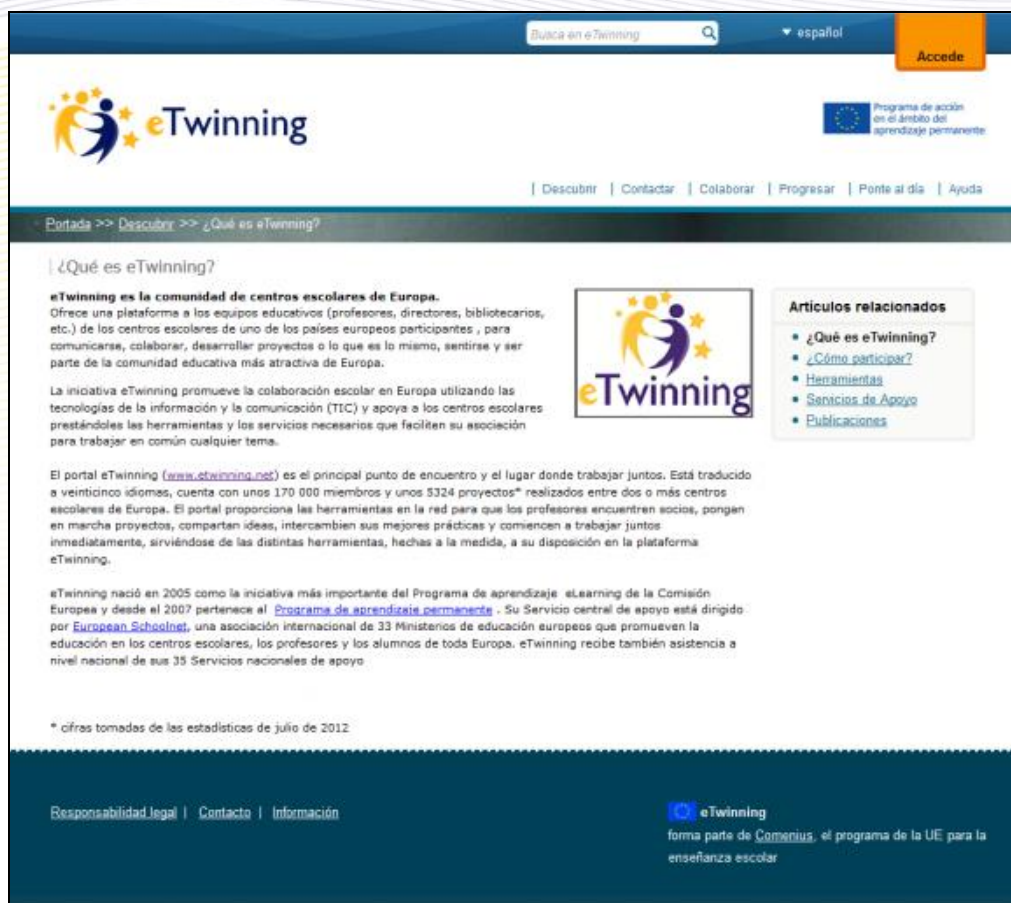 Busca en eTwinning
español
Accede
eTwinning
Programa de acción
en el ámbito del
aprendizaje permanente
| Descubrir | Contactar | Colaborar | Progresar | Ponte al día | Ayuda
Portada >> Descubrir >> ¿Qué es eTwinning?
¿Qué es eTwinning?
eTwinning es la comunidad de centros escolares de Europa.
Ofrece una plataforma a los equipos educativos (profesores, directores, bibliotecarios,
etc.) de los centros escolares de uno de los países europeos participantes , para
comunicarse, colaborar, desarrollar proyectos o lo que es lo mismo, sentirse y ser
parte de la comunidad educativa más atractiva de Europa.
La iniciativa eTwinning promueve la colaboración escolar en Europa utilizando las
tecnologías de la información y la comunicación (TIC) y apoya a los centros escolares
prestándoles las herramientas y los servicios necesarios que faciliten su asociación
para trabajar en común cualquier tema.
eTwinning
Artículos relacionados
¿Qué es eTwinning?
¿Cómo participar?
Herramientas
Servicios de Apoyo
Publicaciones
El portal eTwinning (www.etwinning.net) es el principal punto de encuentro y el lugar donde trabajar juntos. Está traducido
a veinticinco idiomas, cuenta con unos 170 000 miembros y unos 5324 proyectos* realizados entre dos o más centros
escolares de Europa. El portal proporciona las herramientas en la red para que los profesores encuentren socios, pongan
en marcha proyectos, compartan ideas, intercambien sus mejores prácticas y comiencen a trabajar juntos
inmediatamente, sirviéndose de las distintas herramientas, hechas a la medida, a su disposición en la plataforma
eTwinning.
eTwinning nació en 2005 como la iniciativa más importante del Programa de aprendizaje eLearning de la Comisión
Europea y desde el 2007 pertenece al Programa de aprendizaje permanente . Su Servicio central de apoyo está dirigido
por European Schoolnet, una asociación internacional de 33 Ministerios de educación europeos que promueven la
educación en los centros escolares, los profesores y los alumnos de toda Europa. eTwinning recibe también asistencia a
nivel nacional de sus 35 Servicios nacionales de apoyo
* cifras tomadas de las estadísticas de julio de 2012
Responsabilidad legal | Contacto | Información
eTwinning
forma parte de Comenius, el programa de la UE para la
enseñanza escolar